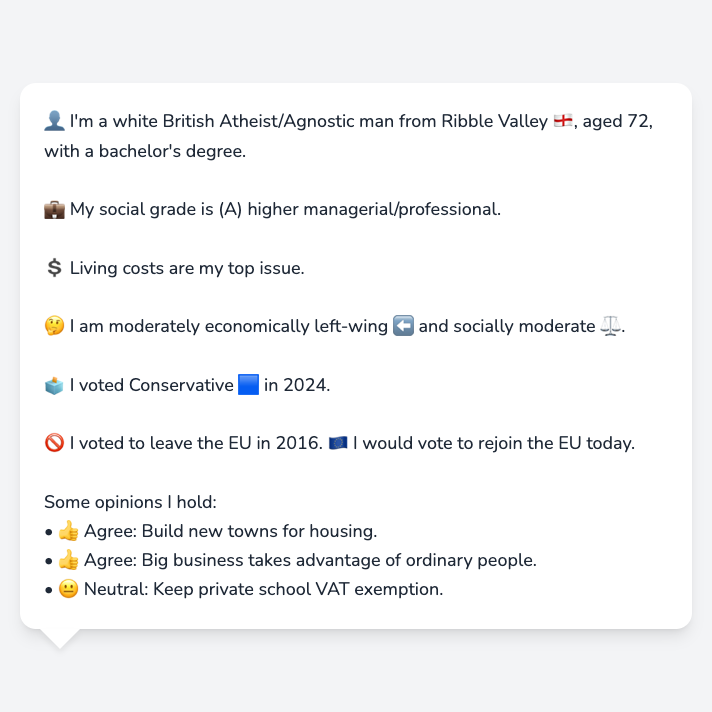 👤 I'm a white British Atheist/Agnostic man from Ribble Valley 🏴󠁧󠁢󠁥󠁮󠁧󠁿, aged 72,
with a bachelor's degree.
💼 My social grade is (A) higher managerial/professional.
💲 Living costs are my top issue.
🤔 I am moderately economically left-wing ⬅️ and socially moderate ⚖️.
🗳️ I voted Conservative 🟦 in 2024.
🚫 I voted to leave the EU in 2016. 🇪🇺 I would vote to rejoin the EU today.
Some opinions I hold:
• 👍 Agree: Build new towns for housing.
• 👍 Agree: Big business takes advantage of ordinary people.
• 😐 Neutral: Keep private school VAT exemption.